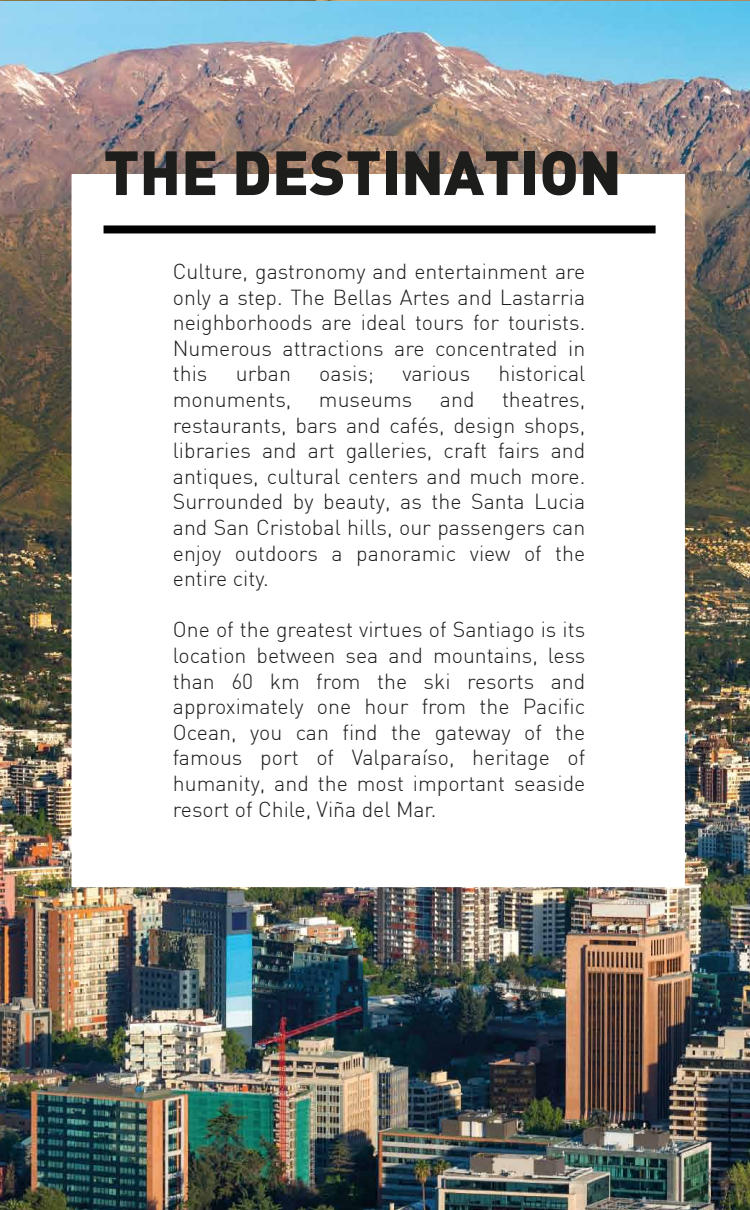 THE DESTINATION
Culture, gastronomy and entertainment are
only a step. The Bellas Artes and Lastarria
neighborhoods are ideal tours for tourists.
Numerous attractions are concentrated in
this urban oasis; various historical
monuments, museums and theatres,
restaurants, bars and cafés, design shops,
libraries and art galleries, craft fairs and
antiques, cultural centers and much more.
Surrounded by beauty, as the Santa Lucia
and San Cristobal hills, our passengers can
enjoy outdoors a panoramic view of the
entire city.
One of the greatest virtues of Santiago is its
location between sea and mountains, less
than 60 km from the ski resorts and
approximately one hour from the Pacific
Ocean, you can find the gateway of the
famous port of Valparaíso, heritage of
humanity, and the most important seaside
resort of Chile, Viña del Mar.